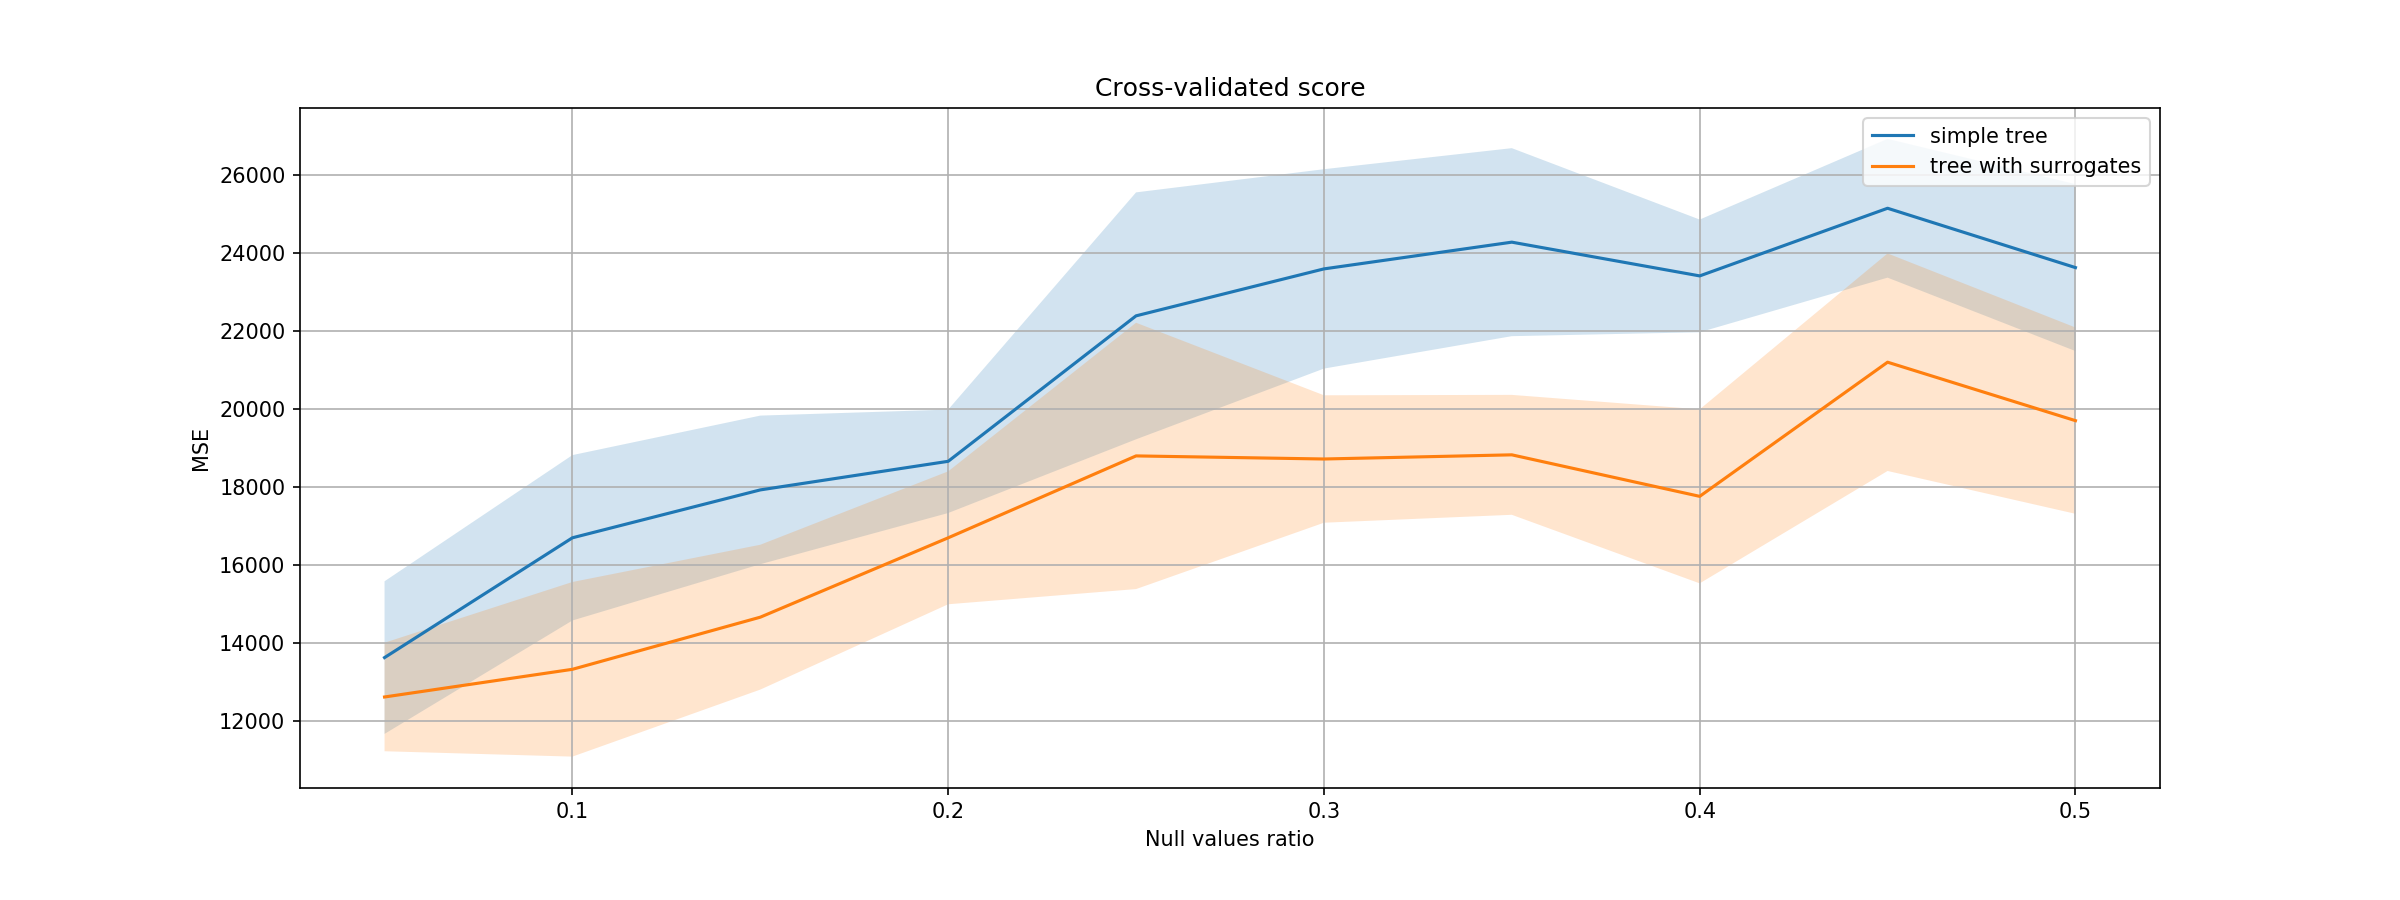 Cross-validated score
simple tree
tree with surrogates
26000
24000
22000
20000
18000
16000
14000
12000
MSE
0.1
0.2
0.3
0.4
0.5
Null values ratio